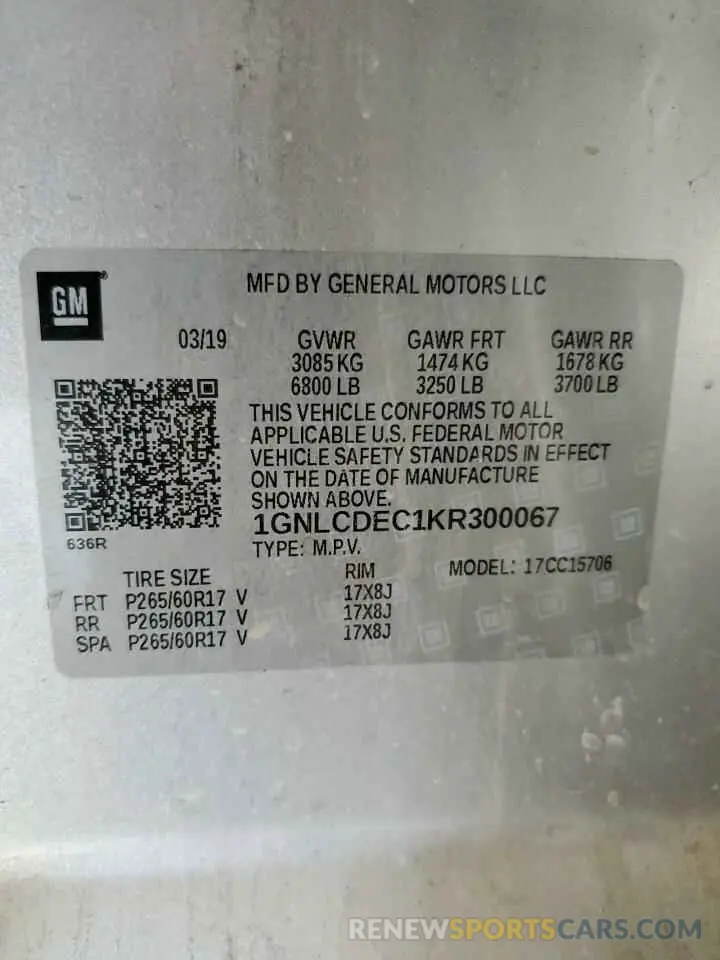 GM®
MFD BY GENERAL MOTORS LLC
03/19 GVWR GAWR FRT GAWR RR
3085 KG 1474 KG 1678 KG
6800 LB 3250 LB 3700 LB
THIS VEHICLE CONFORMS TO ALL
APPLICABLE U.S. FEDERAL MOTOR
VEHICLE SAFETY STANDARDS IN EFFECT
ON THE DATE OF MANUFACTURE
SHOWN ABOVE.
1GNLCDEC1KR300067
636R
TYPE: M.P.V.
MODEL: 17CC15706
TIRE SIZE RIM
FRT P265/60R17 V 17X8J
RR P265/60R17 V 17X8J
SPA P265/60R17 V 17X8J
RENEWSPORTSCARS.COM/